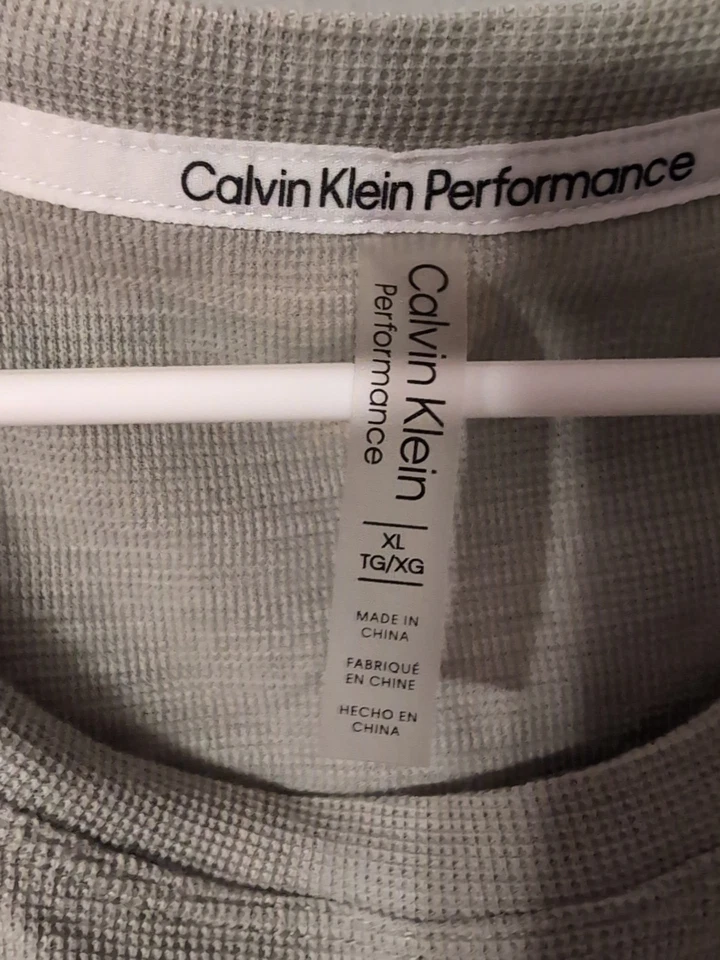 Calvin Klein Performance
Calvin Klein
Performance
XL
TG/XG
MADE IN
CHINA
FABRIQUÉ
EN CHINE
HECHO EN
CHINA